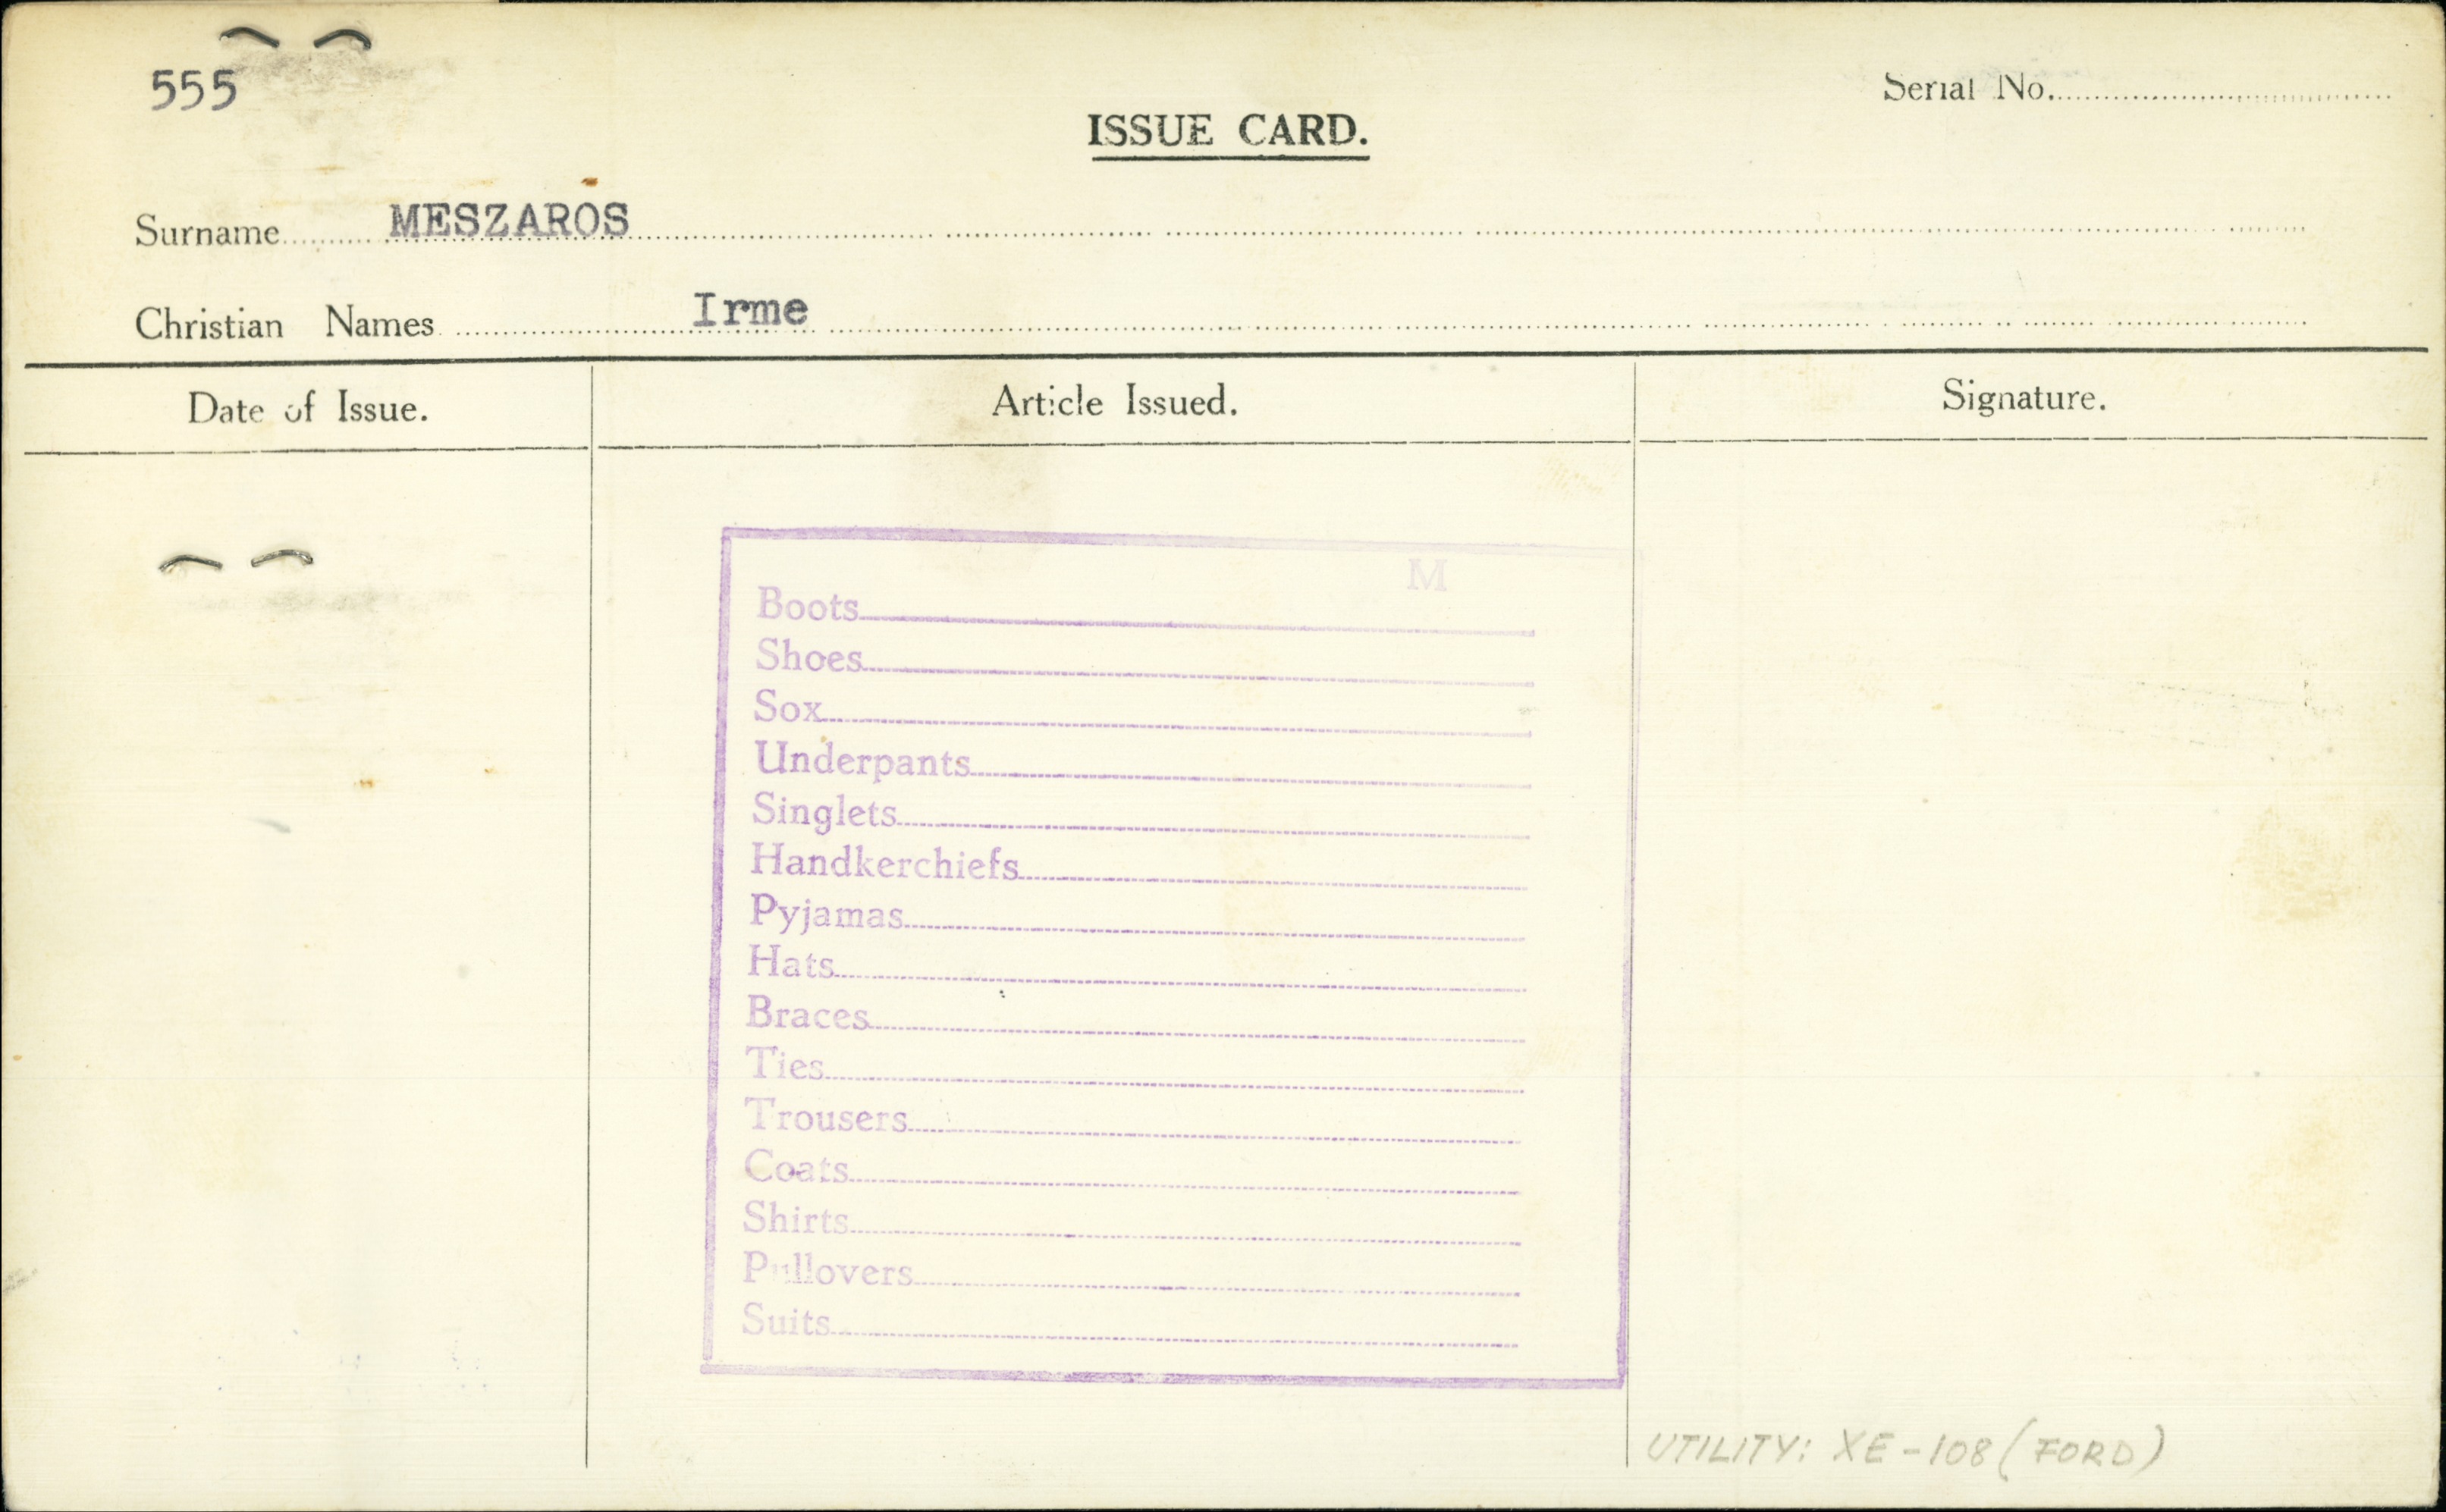 555
Serial No.
ISSUE CARD.
Surname MESZAROS
Christian Names Irme
Date of Issue. Article Issued. Signature.
M
Boots
Shoes
Sox
Underpants
Singlets
Handkerchiefs
Pyjamas
Hats
Braces
Ties
Trousers
Coats
Shirts
Pullovers
Suits
UTILITY: XE-108 (FORD)